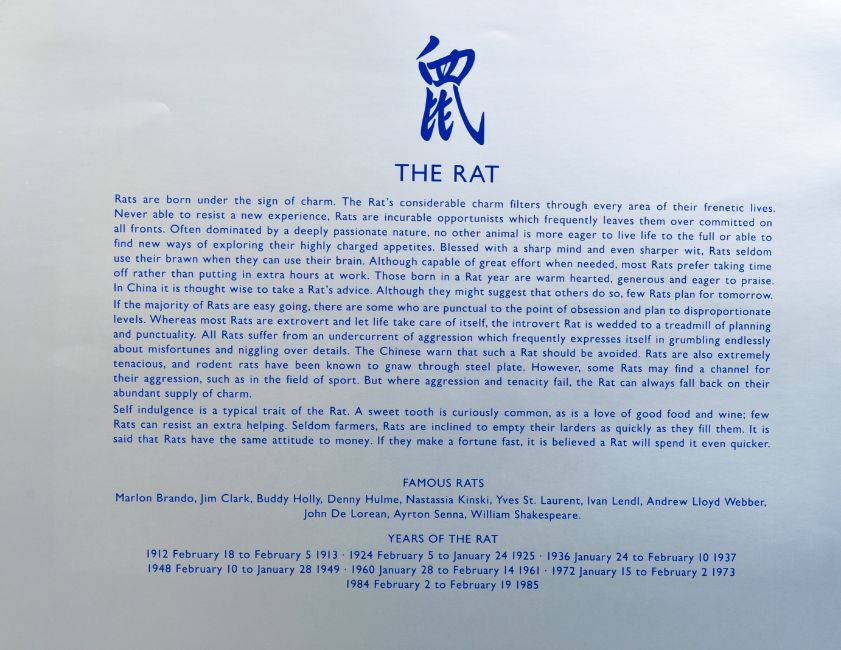 鼠
THE RAT
Rats are born under the sign of charm. The Rat's considerable charm filters through every area of their frenetic lives.
Never able to resist a new experience, Rats are incurable opportunists which frequently leaves them over committed on
all fronts. Often dominated by a deeply passionate nature, no other animal is more eager to live life to the full or able to
find new ways of exploring their highly charged appetites. Blessed with a sharp mind and even sharper wit, Rats seldom
use their brawn when they can use their brain. Although capable of great effort when needed, most Rats prefer taking time
off rather than putting in extra hours at work. Those born in a Rat year are warm hearted, generous and eager to praise.
In China it is thought wise to take a Rat's advice. Although they might suggest that others do so, few Rats plan for tomorrow.
If the majority of Rats are easy going, there are some who are punctual to the point of obsession and plan to disproportionate
levels. Whereas most Rats are extrovert and let life take care of itself, the introvert Rat is wedded to a treadmill of planning
and punctuality. All Rats suffer from an undercurrent of aggression which frequently expresses itself in grumbling endlessly
about misfortunes and niggling over details. The Chinese warn that such a Rat should be avoided. Rats are also extremely
tenacious, and rodent rats have been known to gnaw through steel plate. However, some Rats may find a channel for
their aggression, such as in the field of sport. But where aggression and tenacity fail, the Rat can always fall back on their
abundant supply of charm.
Self indulgence is a typical trait of the Rat. A sweet tooth is curiously common, as is a love of good food and wine; few
Rats can resist an extra helping. Seldom farmers, Rats are inclined to empty their larders as quickly as they fill them. It is
said that Rats have the same attitude to money. If they make a fortune fast, it is believed a Rat will spend it even quicker.
FAMOUS RATS
Marlon Brando, Jim Clark, Buddy Holly, Denny Hulme, Nastassia Kinski, Yves St. Laurent, Ivan Lendl, Andrew Lloyd Webber,
John De Lorean, Ayrton Senna, William Shakespeare.
YEARS OF THE RAT
1912 February 18 to February 5 1913 · 1924 February 5 to January 24 1925 · 1936 January 24 to February 10 1937
1948 February 10 to January 28 1949 · 1960 January 28 to February 14 1961 · 1972 January 15 to February 2 1973
1984 February 2 to February 19 1985